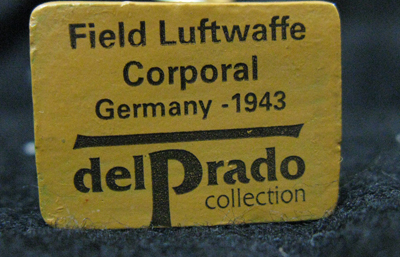 Field Luftwaffe
Corporal
Germany -1943
delPrado
collection